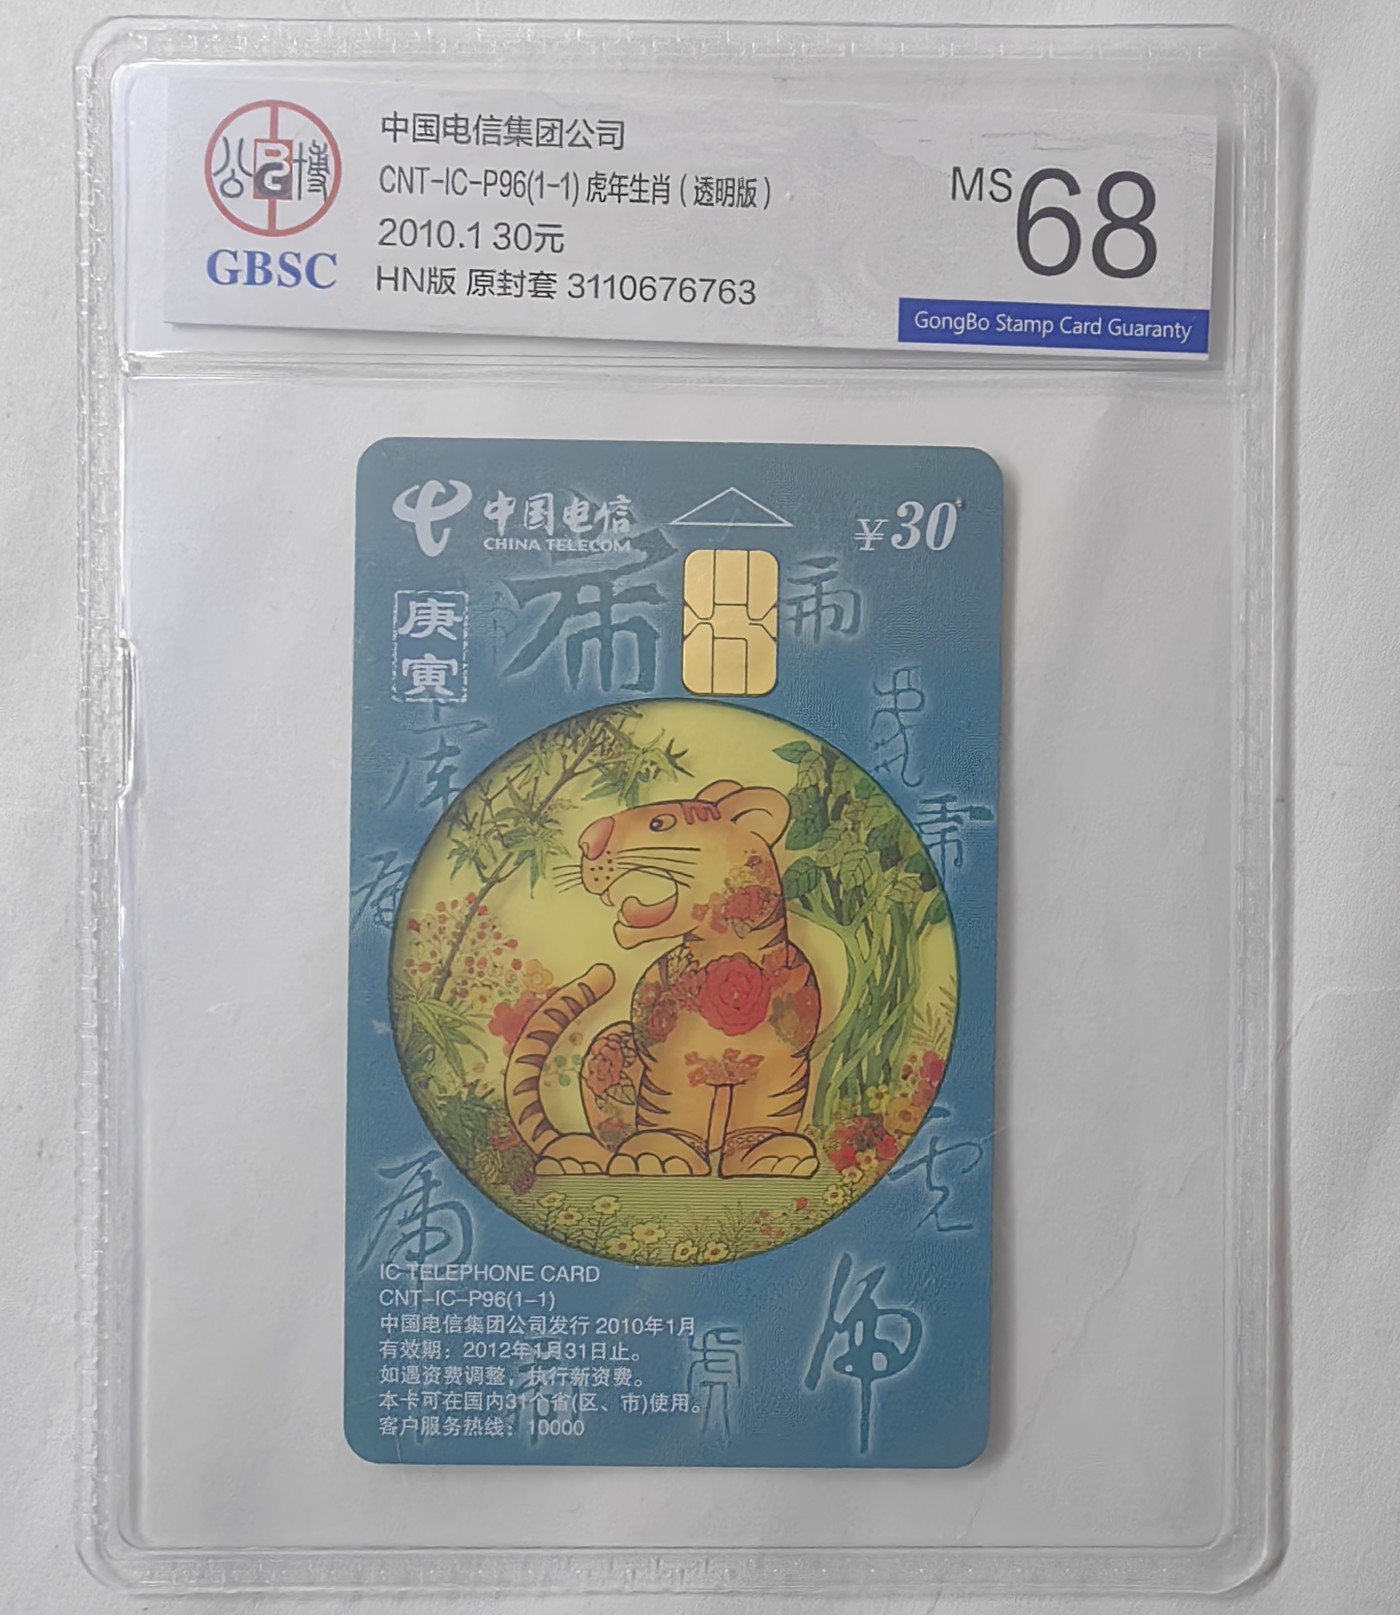 公 BG 博
GBSC
中国电信集团公司
CNT-IC-P96(1-1) 虎年生肖(透明版)
2010.1 30元
HN版 原封套 3110676763
MS 68
GongBo Stamp Card Guaranty
中国电信
CHINA TELECOM
¥30
庚
寅
IC TELEPHONE CARD
CNT-IC-P96(1-1)
中国电信集团公司发行 2010年1月
有效期：2012年1月31日止。
如遇资费调整，执行新资费。
本卡可在国内31个省(区、市)使用。
客户服务热线：10000